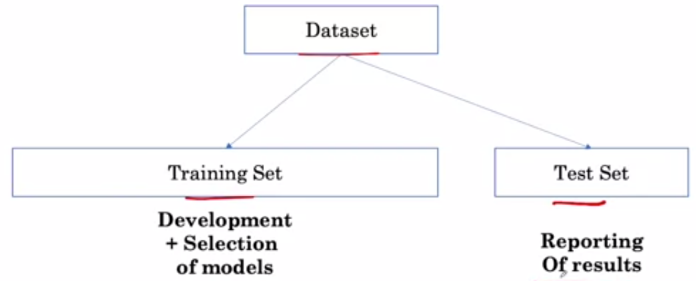 Dataset
Training Set
Test Set
Development
+ Selection
of models
Reporting
Of results